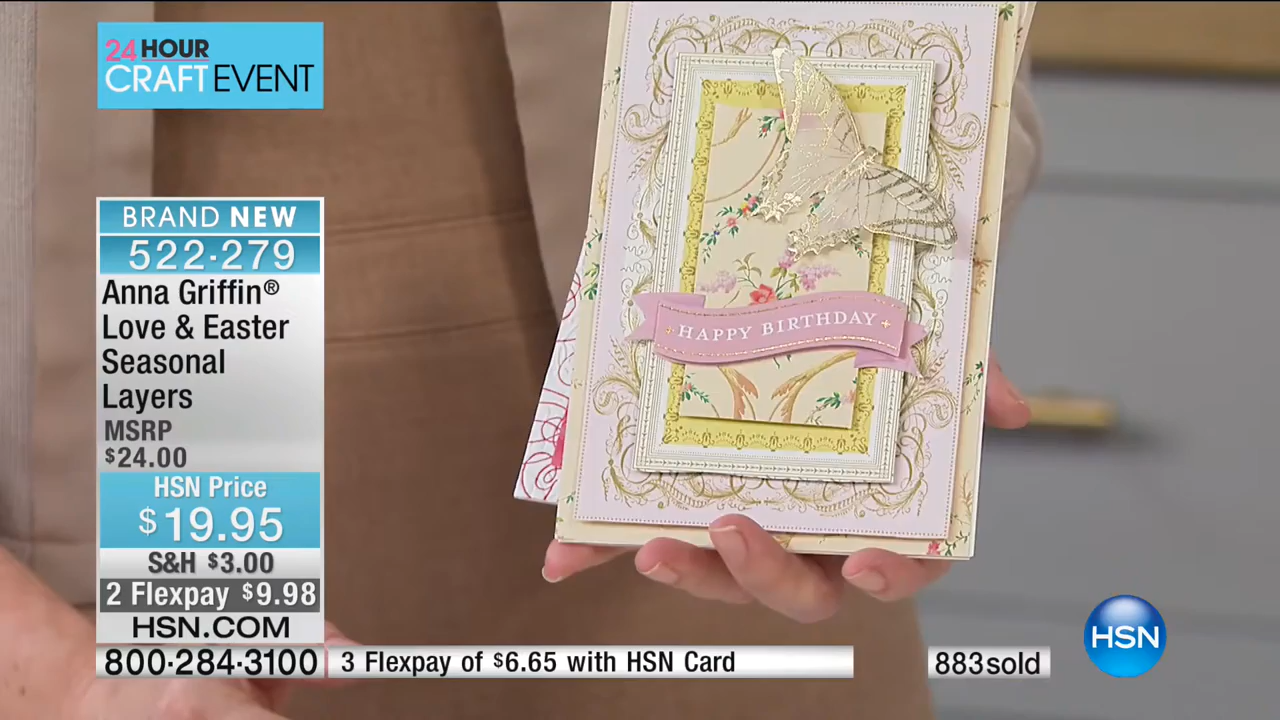 24 HOUR
CRAFT EVENT
BRAND NEW
522-279
Anna Griffin®
Love & Easter
Seasonal
Layers
MSRP
$24.00
HSN Price
$19.95
S&H $3.00
2 Flexpay $9.98
HSN.COM
800-284-3100
3 Flexpay of $6.65 with HSN Card
883sold
HSN
HAPPY BIRTHDAY